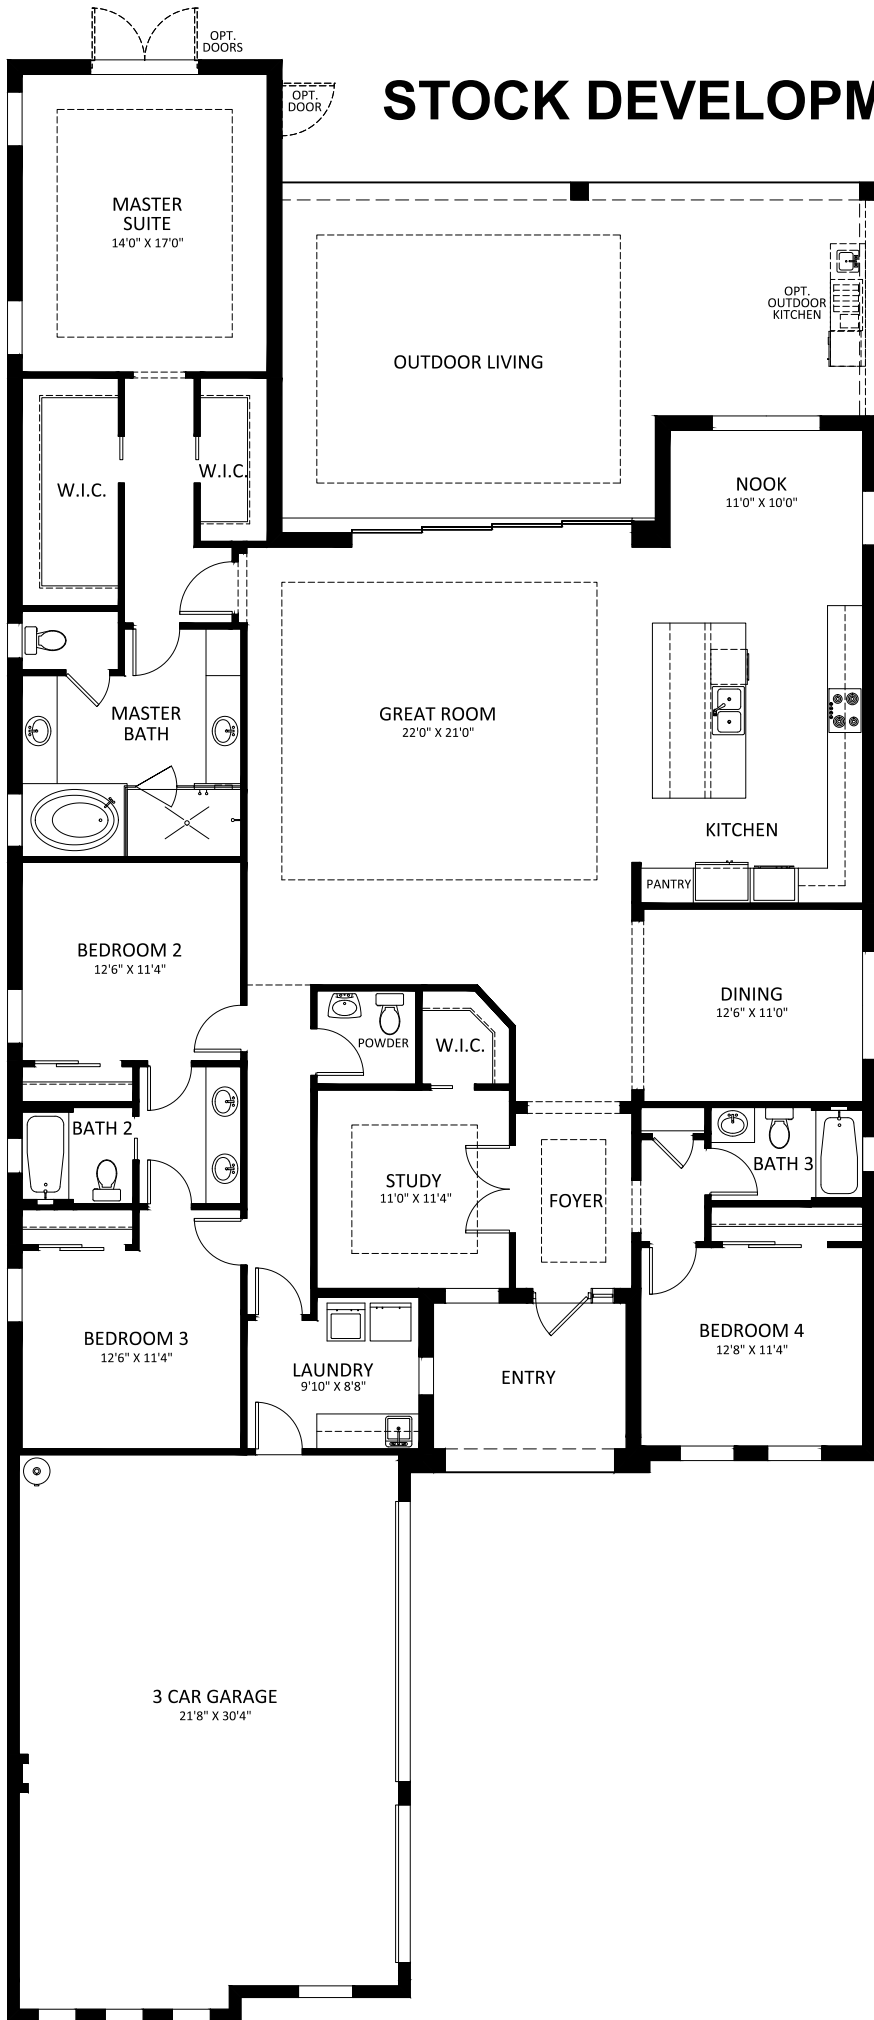 OPT.
DOORS
OPT.
DOOR
STOCK DEVELOPM
MASTER
SUITE
14'0" X 17'0"
OPT.
OUTDOOR
KITCHEN
OUTDOOR LIVING
W.I.C.
W.I.C.
NOOK
11'0" X 10'0"
MASTER
BATH
GREAT ROOM
22'0" X 21'0"
KITCHEN
PANTRY
BEDROOM 2
12'6" X 11'4"
DINING
12'6" X 11'0"
POWDER
W.I.C.
BATH 2
STUDY
11'0" X 11'4"
FOYER
BATH 3
BEDROOM 3
12'6" X 11'4"
LAUNDRY
9'10" X 8'8"
ENTRY
BEDROOM 4
12'8" X 11'4"
3 CAR GARAGE
21'8" X 30'4"